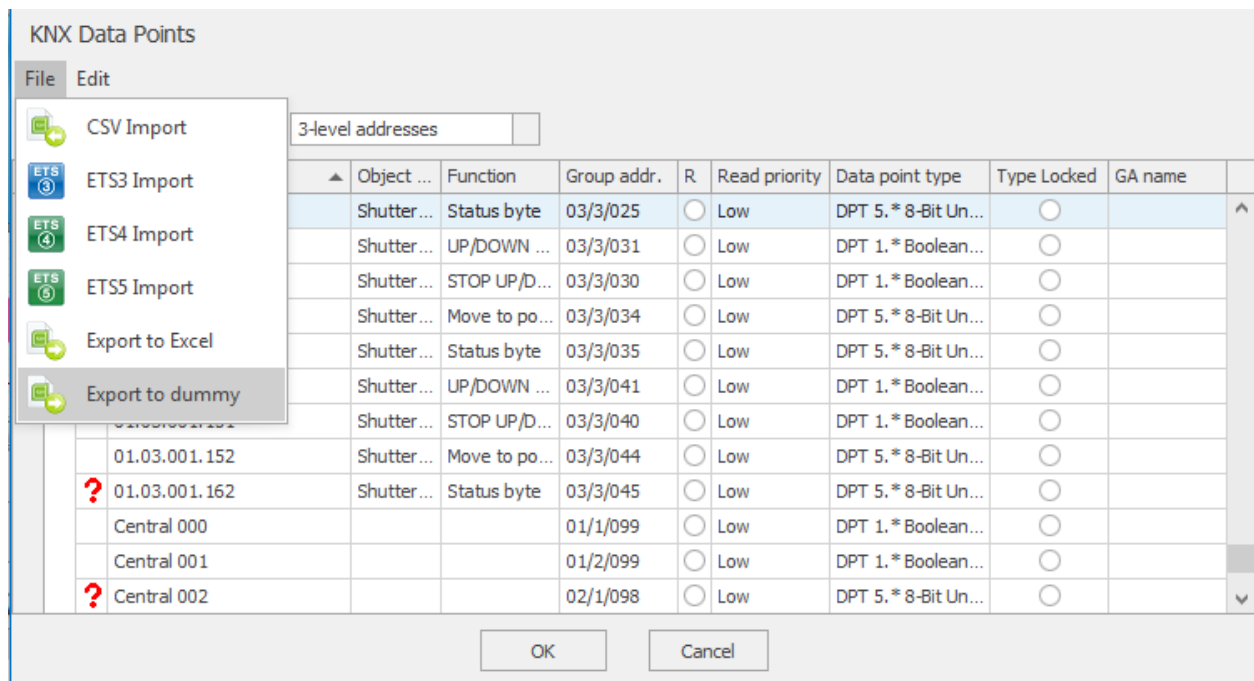 KNX Data Points
File Edit
CSV Import
3-level addresses
ETS3 Import
ETS4 Import
ETS5 Import
Export to Excel
Export to dummy
Object ... Function Group addr. R Read priority Data point type Type Locked GA name
Shutter... Status byte 03/3/025 Low DPT 5.* 8-Bit Un...
Shutter... UP/DOWN ... 03/3/031 Low DPT 1.* Boolean...
Shutter... STOP UP/D... 03/3/030 Low DPT 1.* Boolean...
Shutter... Move to po... 03/3/034 Low DPT 5.* 8-Bit Un...
Shutter... Status byte 03/3/035 Low DPT 5.* 8-Bit Un...
Shutter... UP/DOWN ... 03/3/041 Low DPT 1.* Boolean...
Shutter... STOP UP/D... 03/3/040 Low DPT 1.* Boolean...
01.03.001.152 Shutter... Move to po... 03/3/044 Low DPT 5.* 8-Bit Un...
? 01.03.001.162 Shutter... Status byte 03/3/045 Low DPT 5.* 8-Bit Un...
Central 000 01/1/099 Low DPT 1.* Boolean...
Central 001 01/2/099 Low DPT 1.* Boolean...
? Central 002 02/1/098 Low DPT 5.* 8-Bit Un...
OK Cancel